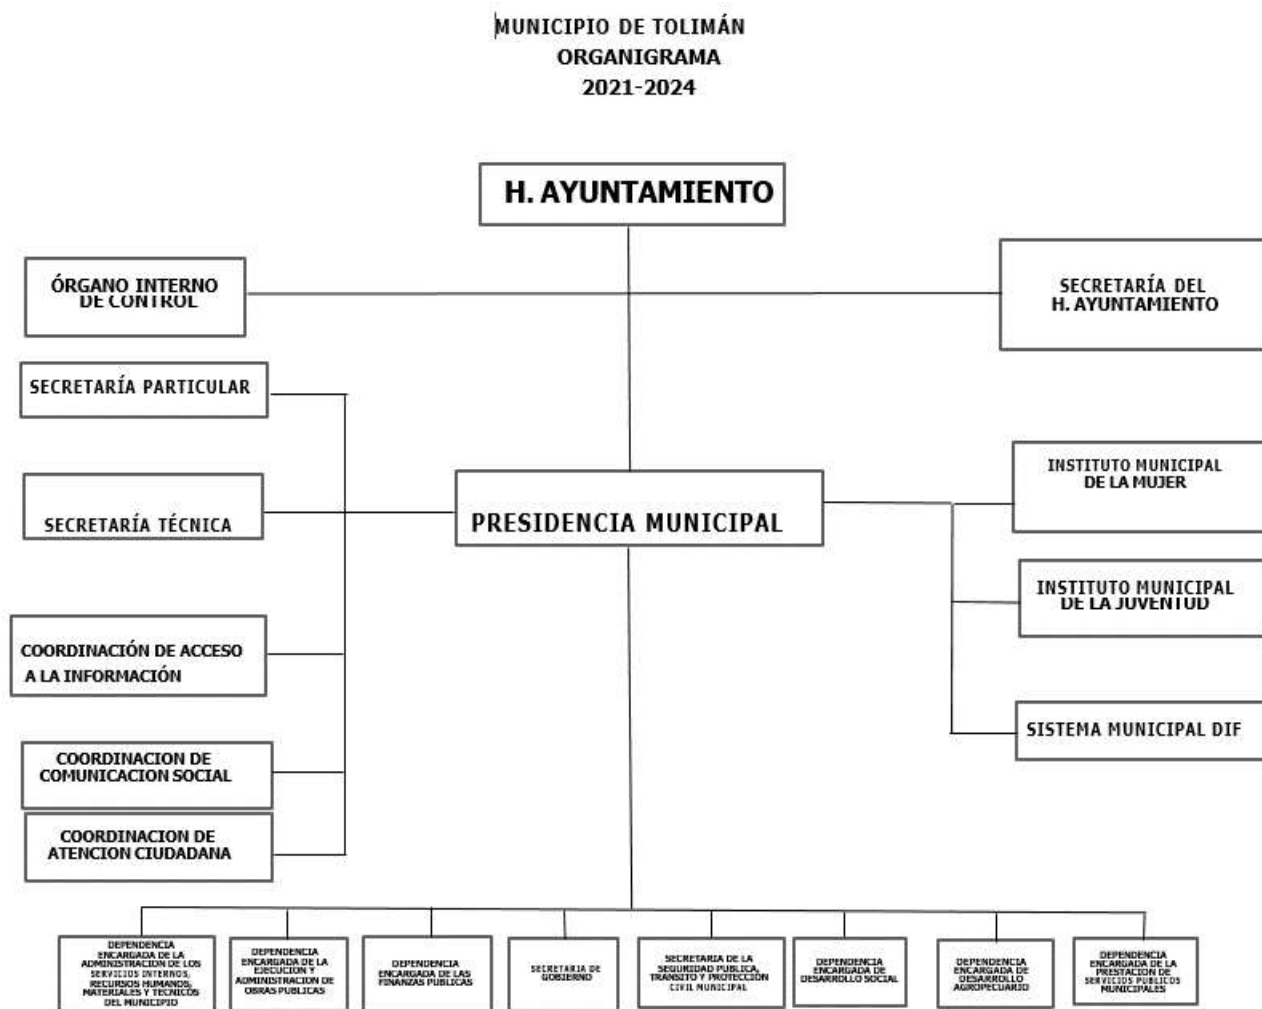 MUNICIPIO DE TOLIMÁN
ORGANIGRAMA
2021-2024
H. AYUNTAMIENTO
ÓRGANO INTERNO
DE CONTROL
SECRETARÍA DEL
H. AYUNTAMIENTO
SECRETARÍA PARTICULAR
SECRETARÍA TÉCNICA
PRESIDENCIA MUNICIPAL
INSTITUTO MUNICIPAL
DE LA MUJER
INSTITUTO MUNICIPAL
DE LA JUVENTUD
SISTEMA MUNICIPAL DIF
COORDINACIÓN DE ACCESO
A LA INFORMACIÓN
COORDINACION DE
COMUNICACION SOCIAL
COORDINACION DE
ATENCION CIUDADANA
DEPENDENCIA
ENCARGADA DE LA
ADMINISTRACION DE LOS
SERVICIOS INTERNOS,
RECURSOS HUMANOS,
MATERIALES Y TECNICOS
DEL MUNICIPIO
DEPENDENCIA
ENCARGADA DE LA
EJECUCION Y
ADMINISTRACION DE
OBRAS PUBLICAS
DEPENDENCIA
ENCARGADA DE LAS
FINANZAS PUBLICAS
SECRETARIA DE
GOBIERNO
SECRETARIA DE LA
SEGURIDAD PUBLICA,
TRANSITO Y PROTECCIÓN
CIVIL MUNICIPAL
DEPENDENCIA
ENCARGADA DE
DESARROLLO SOCIAL
DEPENDENCIA
ENCARGADA DE
DESARROLLO
AGROPECUARIO
DEPENDENCIA
ENCARGADA DE LA
PRESTACION DE
SERVICIOS PUBLICOS
MUNICIPALES